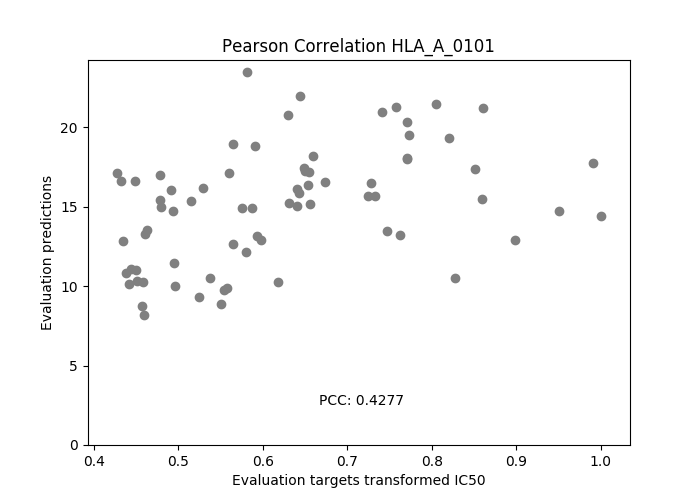 Pearson Correlation HLA_A_0101
20
15
10
5
0
Evaluation predictions
PCC: 0.4277
0.4 0.5 0.6 0.7 0.8 0.9 1.0
Evaluation targets transformed IC50